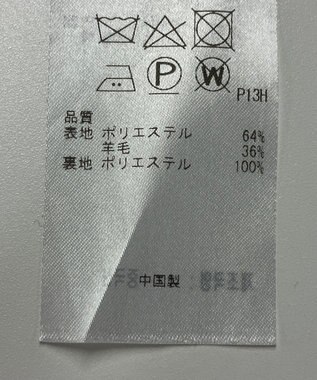 P
W
P13H
品質
表地 ポリエステル 64%
羊毛 36%
裏地 ポリエステル 100%
中国製